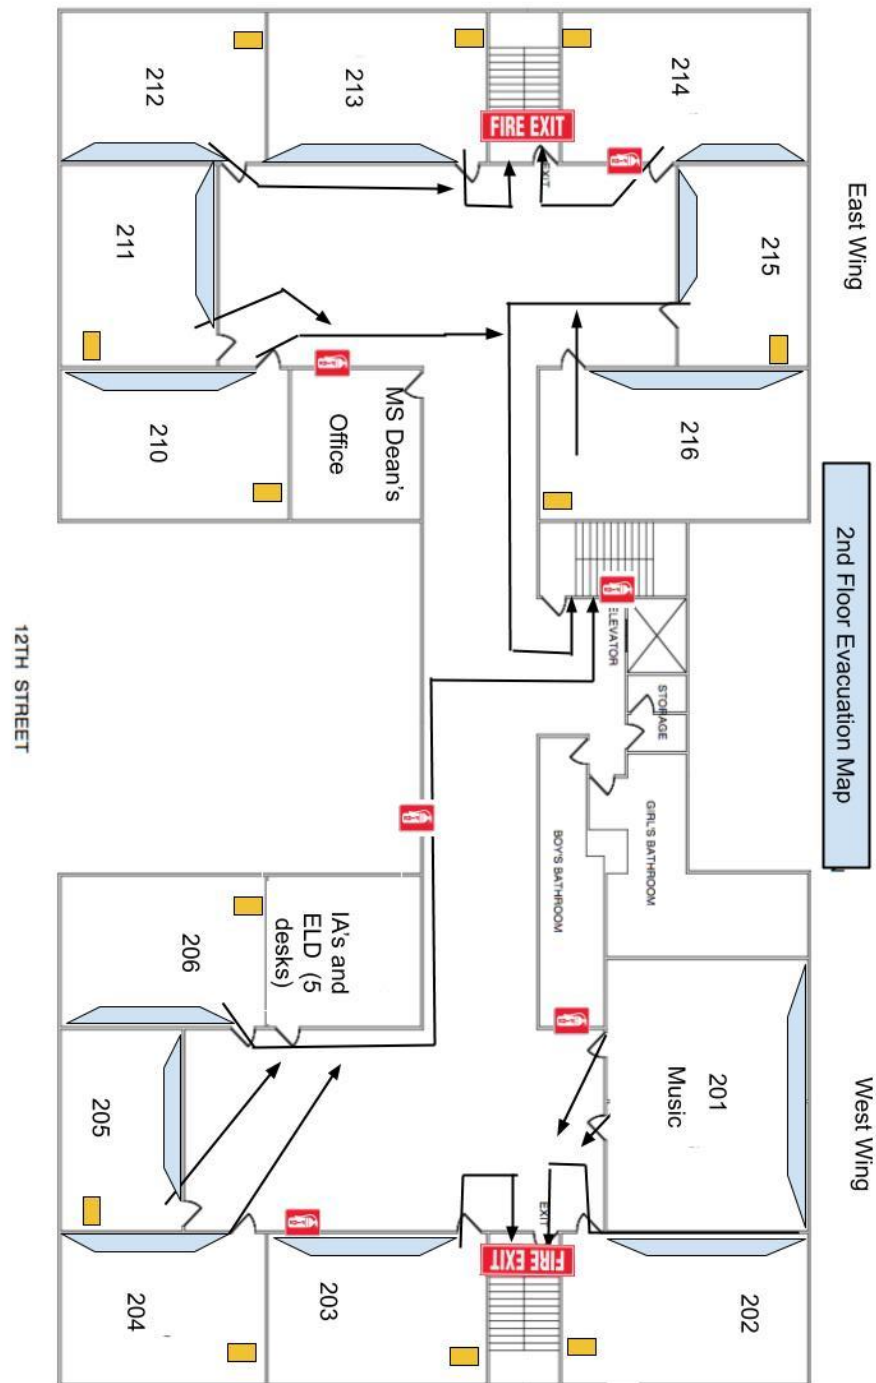 2nd Floor Evacuation Map
East Wing
West Wing
212
213
FIRE EXIT
EXIT
214
211
215
210
MS Dean's
Office
216
ELEVATOR
STORAGE
GIRL'S BATHROOM
BOY'S BATHROOM
12TH STREET
206
IA's and
ELD (5
desks)
201
Music
205
204
203
EXIT
FIRE EXIT
202